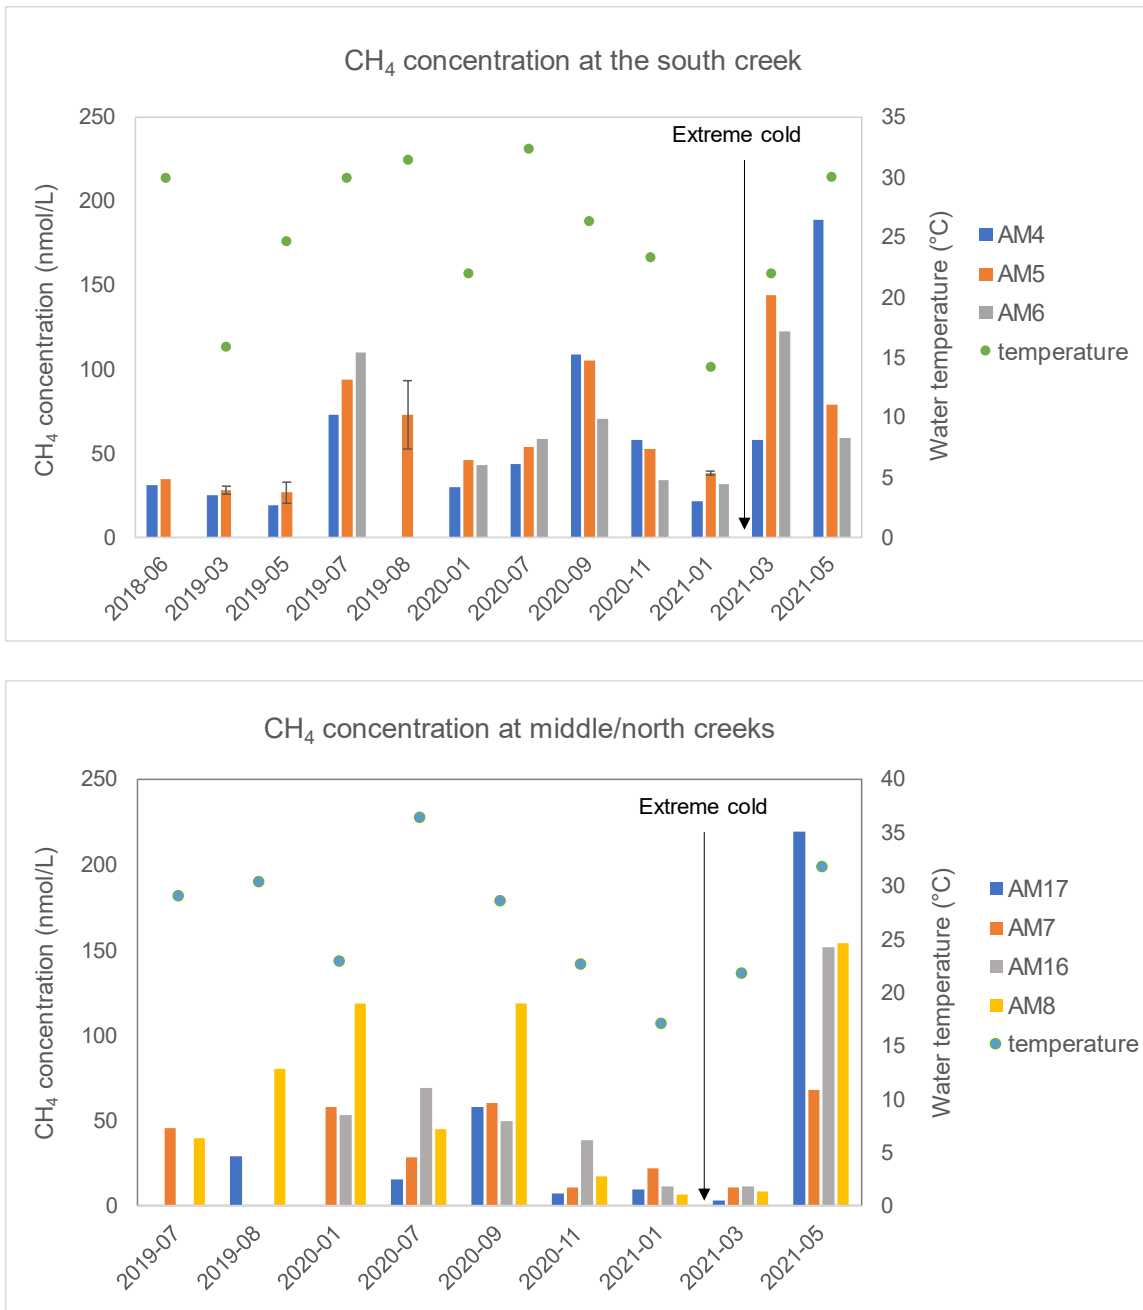 CH₄ concentration at the south creek
250
200
150
100
50
0
CH₄ concentration (nmol/L)
35
30
25
20
15
10
5
0
Water temperature (°C)
Extreme cold
2018-06
2019-03
2019-05
2019-07
2019-08
2020-01
2020-07
2020-09
2020-11
2021-01
2021-03
2021-05
AM4
AM5
AM6
temperature
CH₄ concentration at middle/north creeks
250
200
150
100
50
0
CH₄ concentration (nmol/L)
40
35
30
25
20
15
10
5
0
Water temperature (°C)
Extreme cold
2019-07
2019-08
2020-01
2020-07
2020-09
2020-11
2021-01
2021-03
2021-05
AM17
AM7
AM16
AM8
temperature